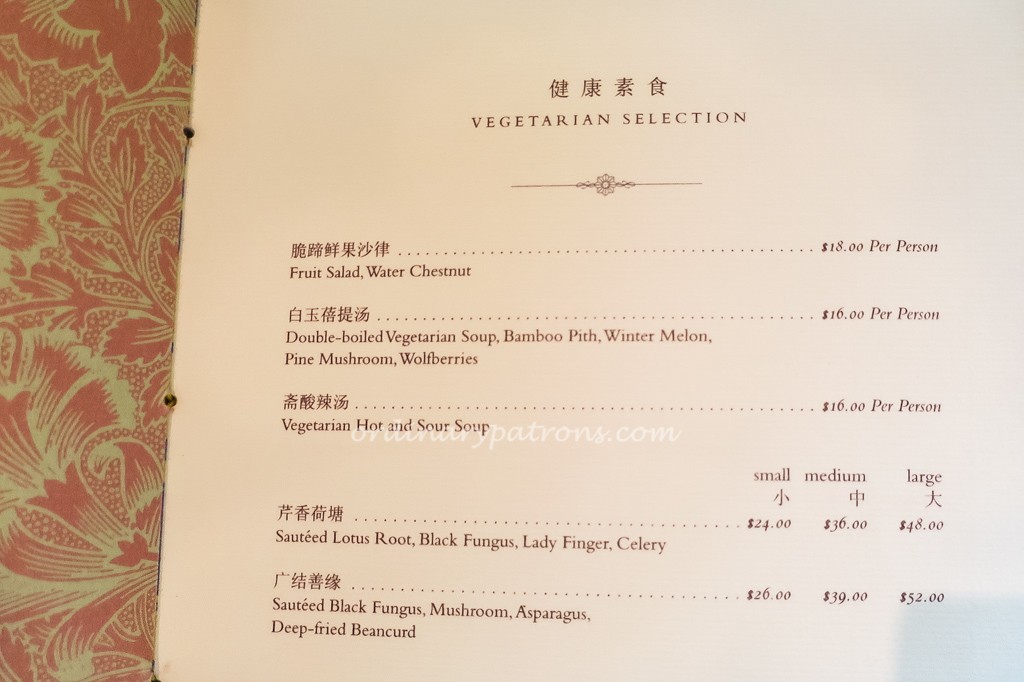 健康素食
VEGETARIAN SELECTION
脆蹄鲜果沙律 ........ $18.00 Per Person
Fruit Salad, Water Chestnut
白玉蓓提汤 ........ $16.00 Per Person
Double-boiled Vegetarian Soup, Bamboo Pith, Winter Melon,
Pine Mushroom, Wolfberries
斋酸辣汤 ........ $16.00 Per Person
Vegetarian Hot and Sour Soup
ordinarypatrons.com
small medium large
小 中 大
芹香荷塘 ........ $24.00 $36.00 $48.00
Sautéed Lotus Root, Black Fungus, Lady Finger, Celery
广结善缘 ........ $26.00 $39.00 $52.00
Sautéed Black Fungus, Mushroom, Asparagus,
Deep-fried Beancurd